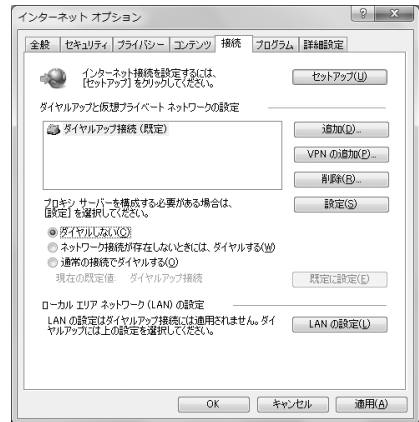 インターネット オプション
全般 セキュリティ プライバシー コンテンツ 接続 プログラム 詳細設定
インターネット接続を設定するには、
[セットアップ] をクリックしてください。
セットアップ(U)
ダイヤルアップと仮想プライベート ネットワークの設定
ダイヤルアップ接続 (既定)
追加(D)...
VPN の追加(P)...
削除(R)...
プロキシ サーバーを構成する必要がある場合は、
[設定] を選択してください。
設定(S)
ダイヤルしない(C)
ネットワーク接続が存在しないときには、ダイヤルする(W)
通常の接続でダイヤルする(O)
現在の既定値: ダイヤルアップ接続
既定に設定(E)
ローカル エリア ネットワーク (LAN) の設定
LAN の設定はダイヤルアップ接続には適用されません。ダイ
ヤルアップには上の設定を選択してください。
LAN の設定(L)
OK キャンセル 適用(A)